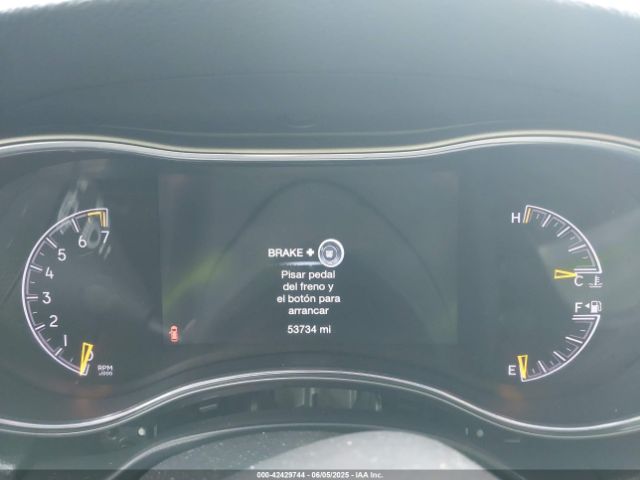 BRAKE +
Pisar pedal
del freno y
el botón para
arrancar
53734 mi
7
6
5
4
3
2
1
0
RPM
x1000
H
C
F
E
000-42429744 | 06/05/2025 - IAA Inc.